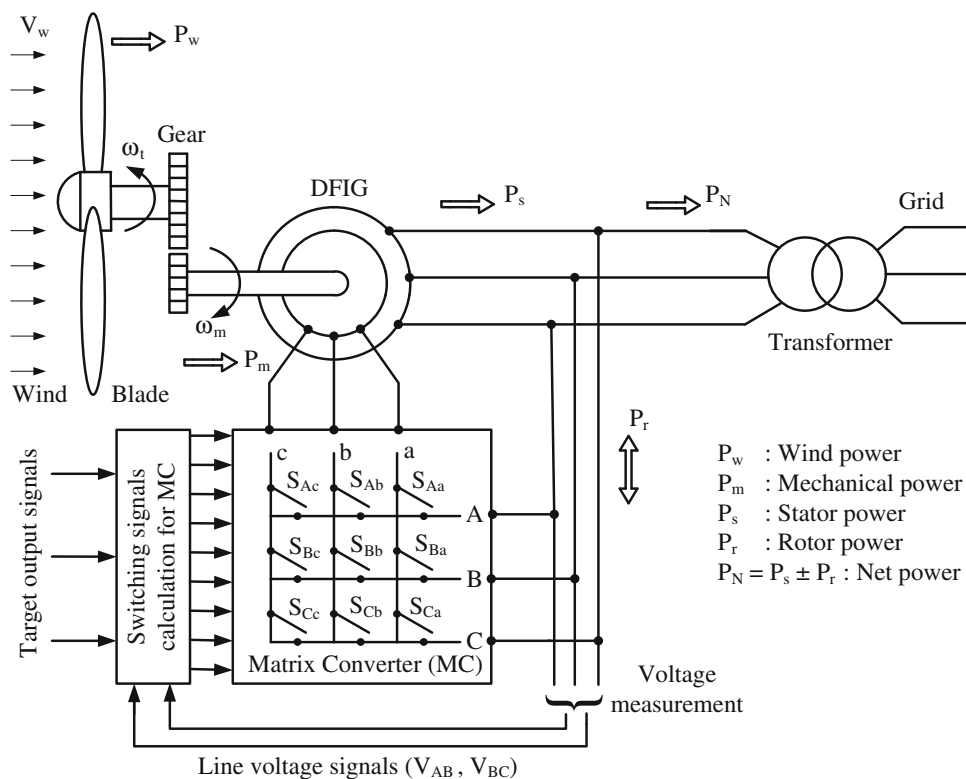 V_w
P_w
Gear
ω_t
DFIG
P_s
P_N
Grid
ω_m
P_m
Transformer
Wind
Blade
P_r
Target output signals
Switching signals
calculation for MC
c b a
S_Ac S_Ab S_Aa
A
S_Bc S_Bb S_Ba
B
S_Cc S_Cb S_Ca
C
Matrix Converter (MC)
P_w : Wind power
P_m : Mechanical power
P_s : Stator power
P_r : Rotor power
P_N = P_s ± P_r : Net power
Voltage
measurement
Line voltage signals (V_AB , V_BC)